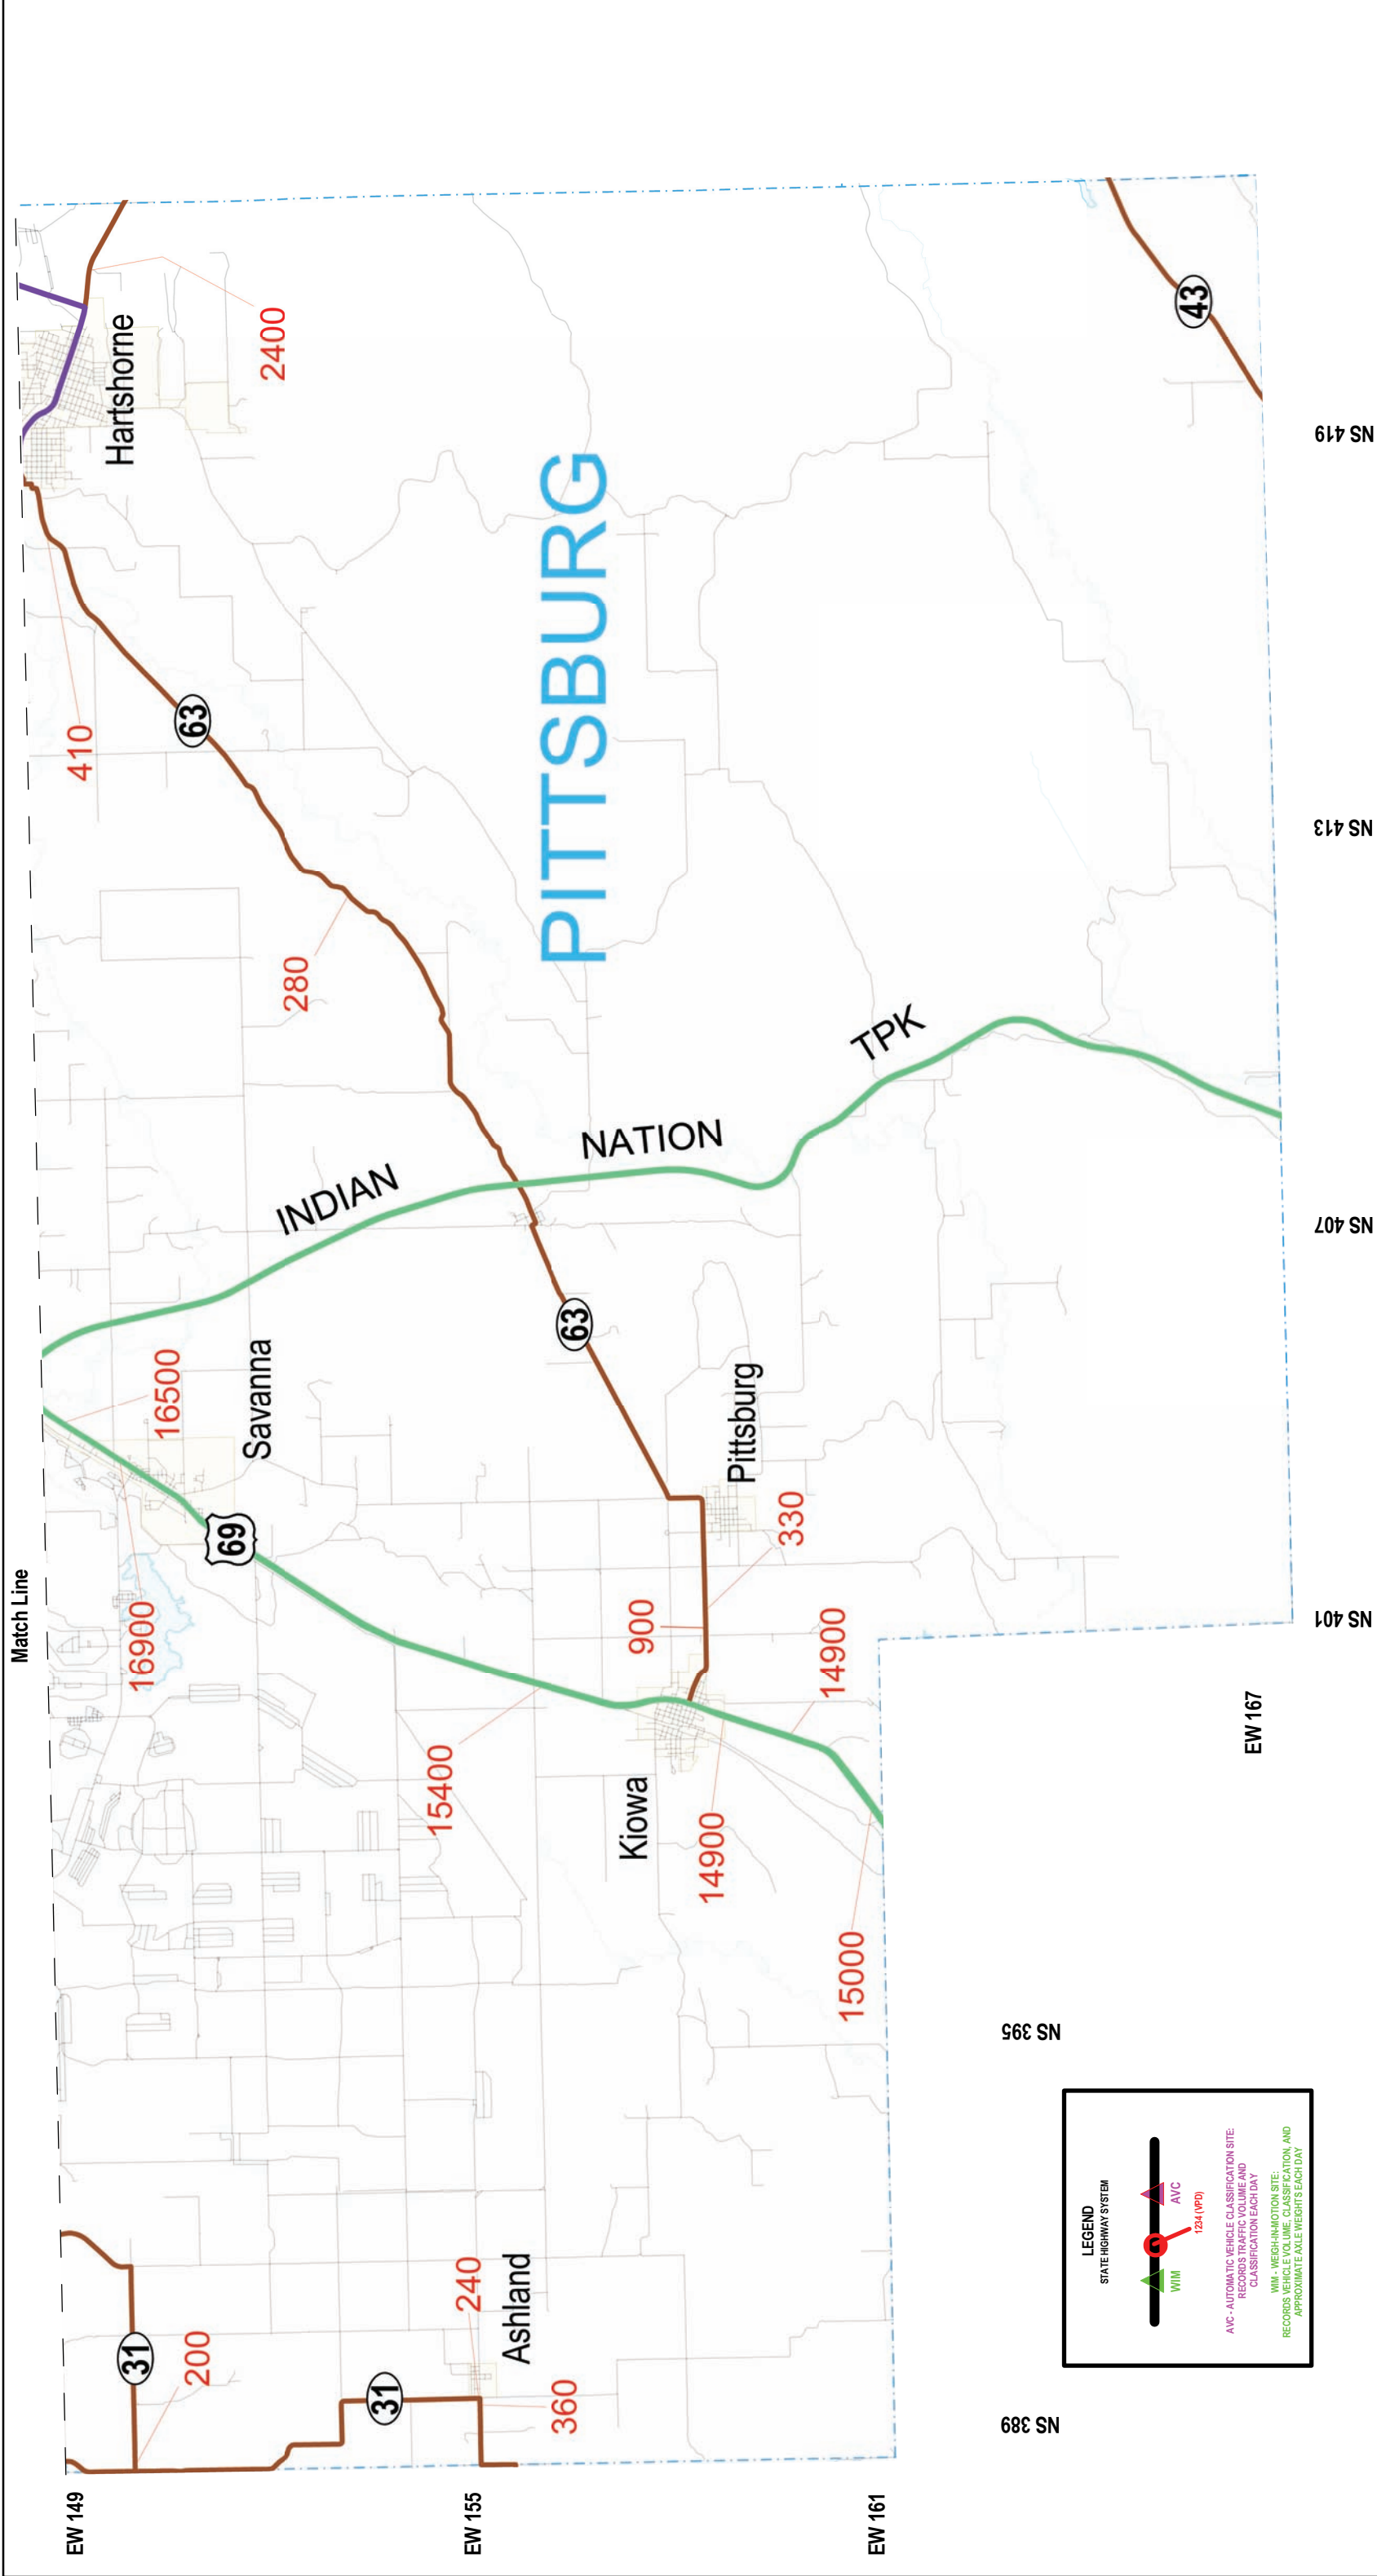 Match Line
EW 149
EW 155
EW 161
EW 167
NS 389
NS 395
NS 401
NS 407
NS 413
NS 419
31
200
31
240
Ashland
360
16900
69
16500
Savanna
15400
Kiowa
900
14900
14900
15000
330
Pittsburg
63
INDIAN
NATION
TPK
280
63
410
Hartshorne
2400
PITTSBURG
43
LEGEND
STATE HIGHWAY SYSTEM
WIM
AVC
1234 (VPD)
AVC - AUTOMATIC VEHICLE CLASSIFICATION SITE:
RECORDS TRAFFIC VOLUME AND
CLASSIFICATION EACH DAY
WIM - WEIGH-IN-MOTION SITE:
RECORDS VEHICLE VOLUME, CLASSIFICATION, AND
APPROXIMATE AXLE WEIGHTS EACH DAY